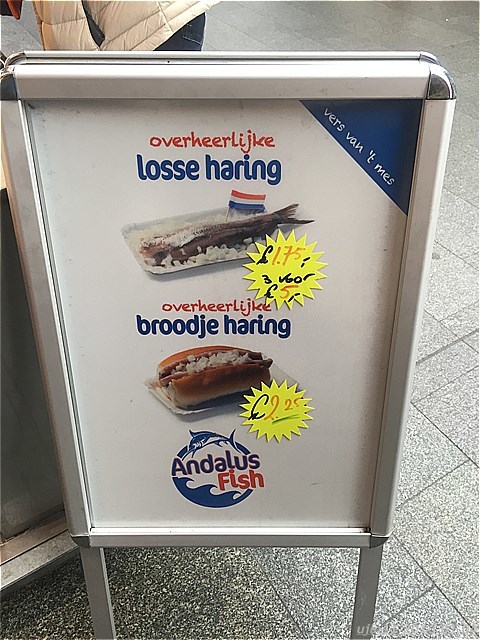 vers van 't mes
overheerlijke
losse haring
€ 1.75,
3 voor
€ 5,-
overheerlijke
broodje haring
€ 2.25
Andalus
Fish